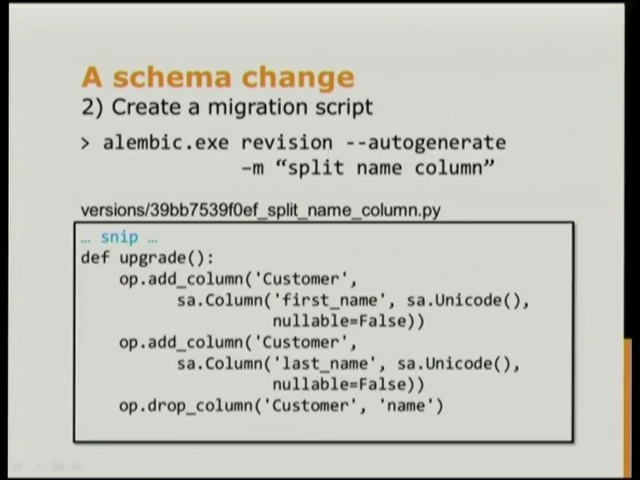 A schema change
2) Create a migration script
> alembic.exe revision --autogenerate
–m “split name column”
versions/39bb7539f0ef_split_name_column.py
… snip …
def upgrade():
op.add_column('Customer',
sa.Column('first_name', sa.Unicode(),
nullable=False))
op.add_column('Customer',
sa.Column('last_name', sa.Unicode(),
nullable=False))
op.drop_column('Customer', 'name')